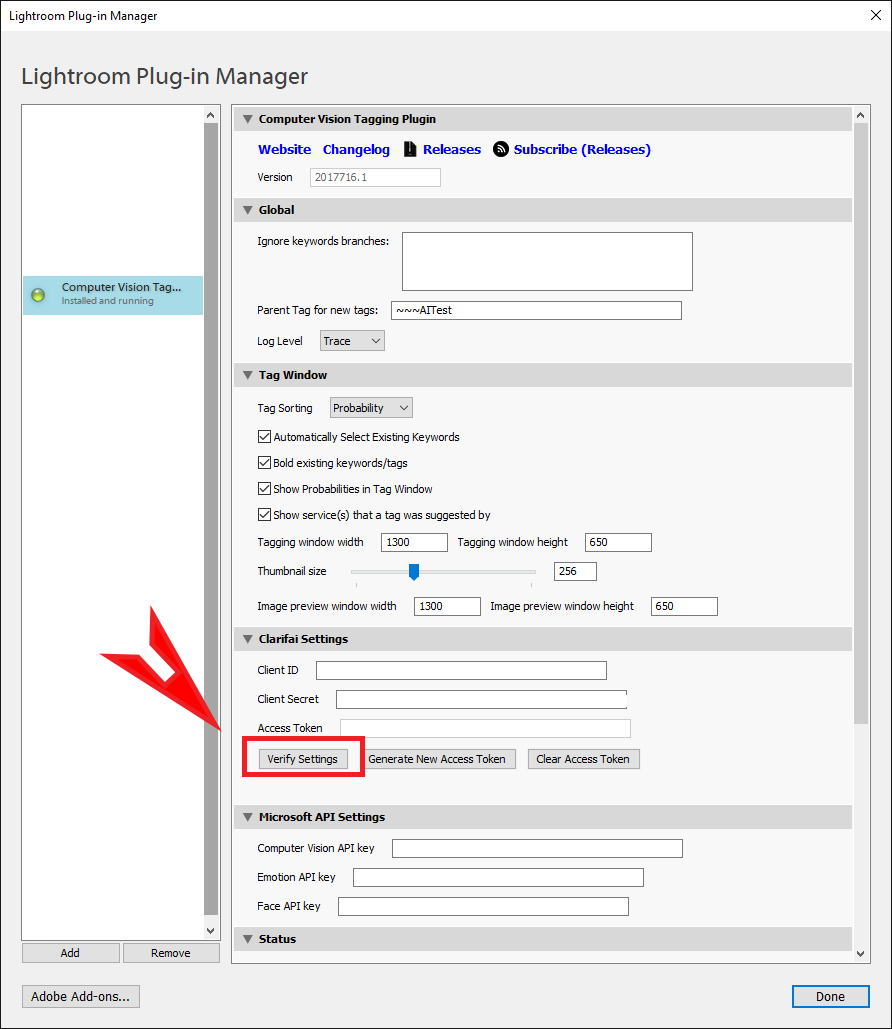 Lightroom Plug-in Manager
Lightroom Plug-in Manager
Computer Vision Tag...
Installed and running
Add Remove
Computer Vision Tagging Plugin
Website Changelog Releases Subscribe (Releases)
Version 2017716.1
Global
Ignore keywords branches:
Parent Tag for new tags: ~~~AITest
Log Level Trace
Tag Window
Tag Sorting Probability
Automatically Select Existing Keywords
Bold existing keywords/tags
Show Probabilities in Tag Window
Show service(s) that a tag was suggested by
Tagging window width 1300 Tagging window height 650
Thumbnail size 256
Image preview window width 1300 Image preview window height 650
Clarifai Settings
Client ID
Client Secret
Access Token
Verify Settings Generate New Access Token Clear Access Token
Microsoft API Settings
Computer Vision API key
Emotion API key
Face API key
Status
Adobe Add-ons... Done